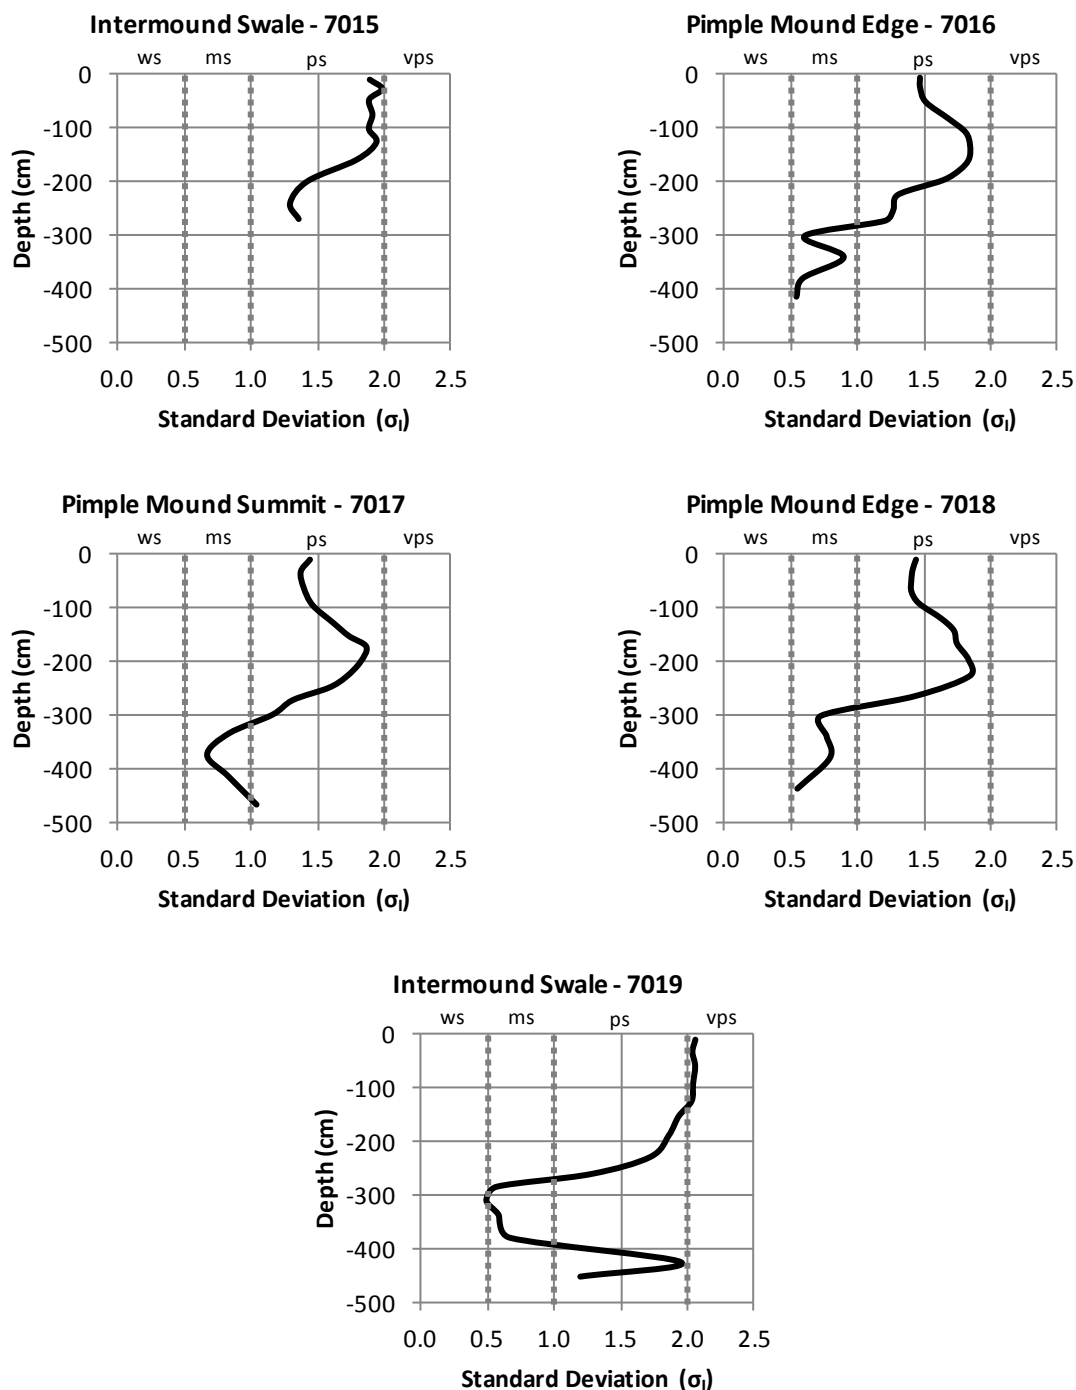 Intermound Swale - 7015
ws ms ps vps
0
-100
-200
-300
-400
-500
Depth (cm)
0.0 0.5 1.0 1.5 2.0 2.5
Standard Deviation (σI)
Pimple Mound Edge - 7016
ws ms ps vps
0
-100
-200
-300
-400
-500
Depth (cm)
0.0 0.5 1.0 1.5 2.0 2.5
Standard Deviation (σI)
Pimple Mound Summit - 7017
ws ms ps vps
0
-100
-200
-300
-400
-500
Depth (cm)
0.0 0.5 1.0 1.5 2.0 2.5
Standard Deviation (σI)
Pimple Mound Edge - 7018
ws ms ps vps
0
-100
-200
-300
-400
-500
Depth (cm)
0.0 0.5 1.0 1.5 2.0 2.5
Standard Deviation (σI)
Intermound Swale - 7019
ws ms ps vps
0
-100
-200
-300
-400
-500
Depth (cm)
0.0 0.5 1.0 1.5 2.0 2.5
Standard Deviation (σI)